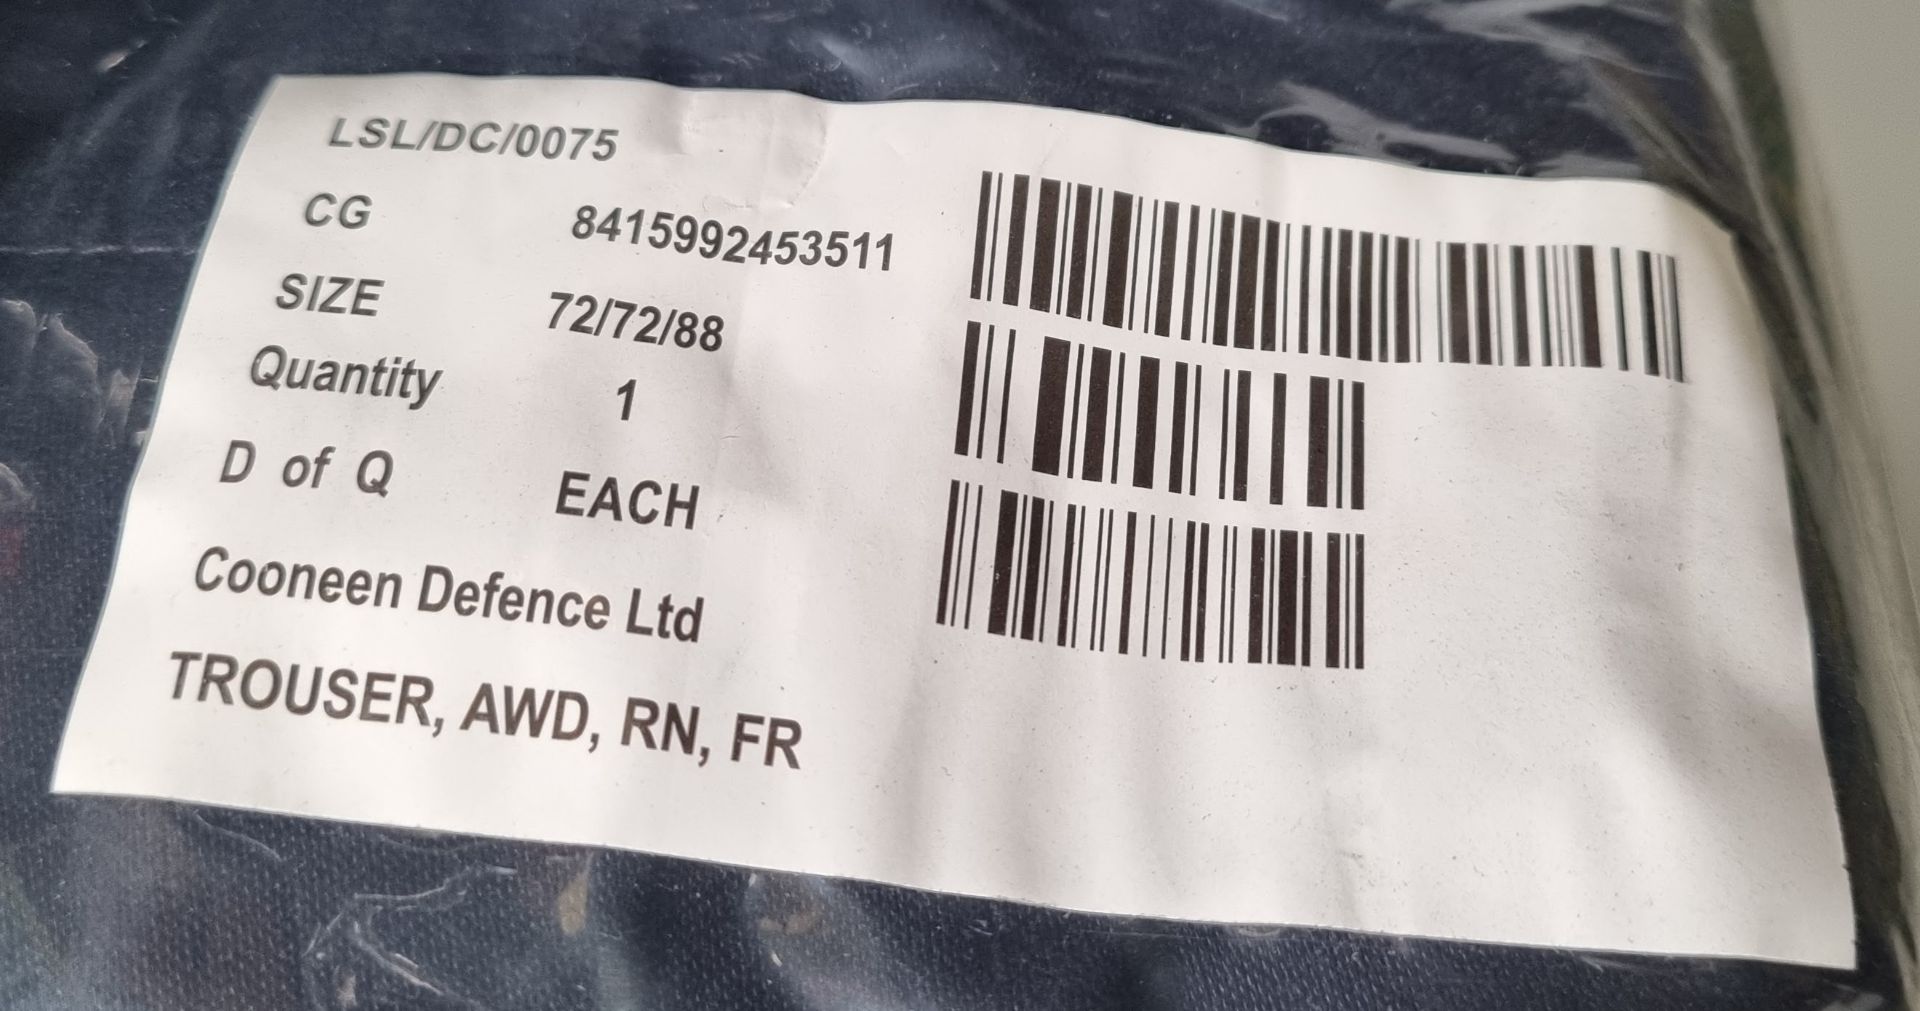 LSL/DC/0075
CG 8415992453511
SIZE 72/72/88
Quantity 1
D of Q EACH
Cooneen Defence Ltd
TROUSER, AWD, RN, FR